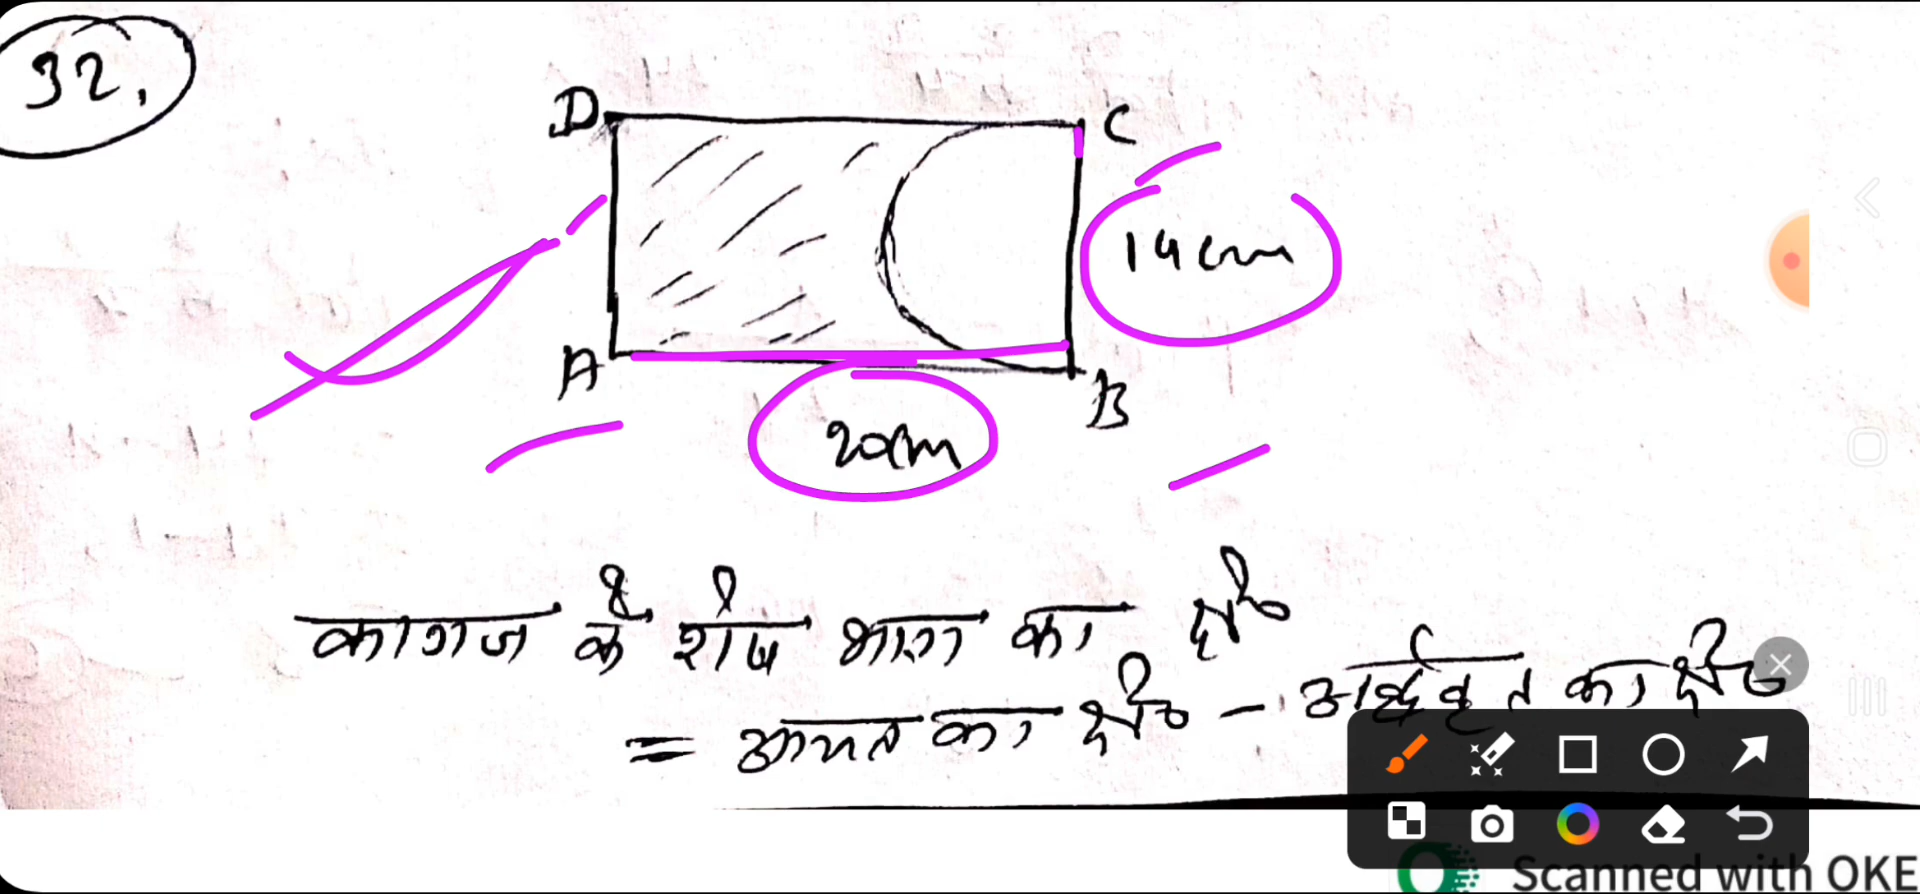 32.
D
C
14cm
A
B
20cm
कागज के शेष भाग का क्षे०
= आयत का क्षे० - अर्द्धवृत का क्षे०
Scanned with OKE